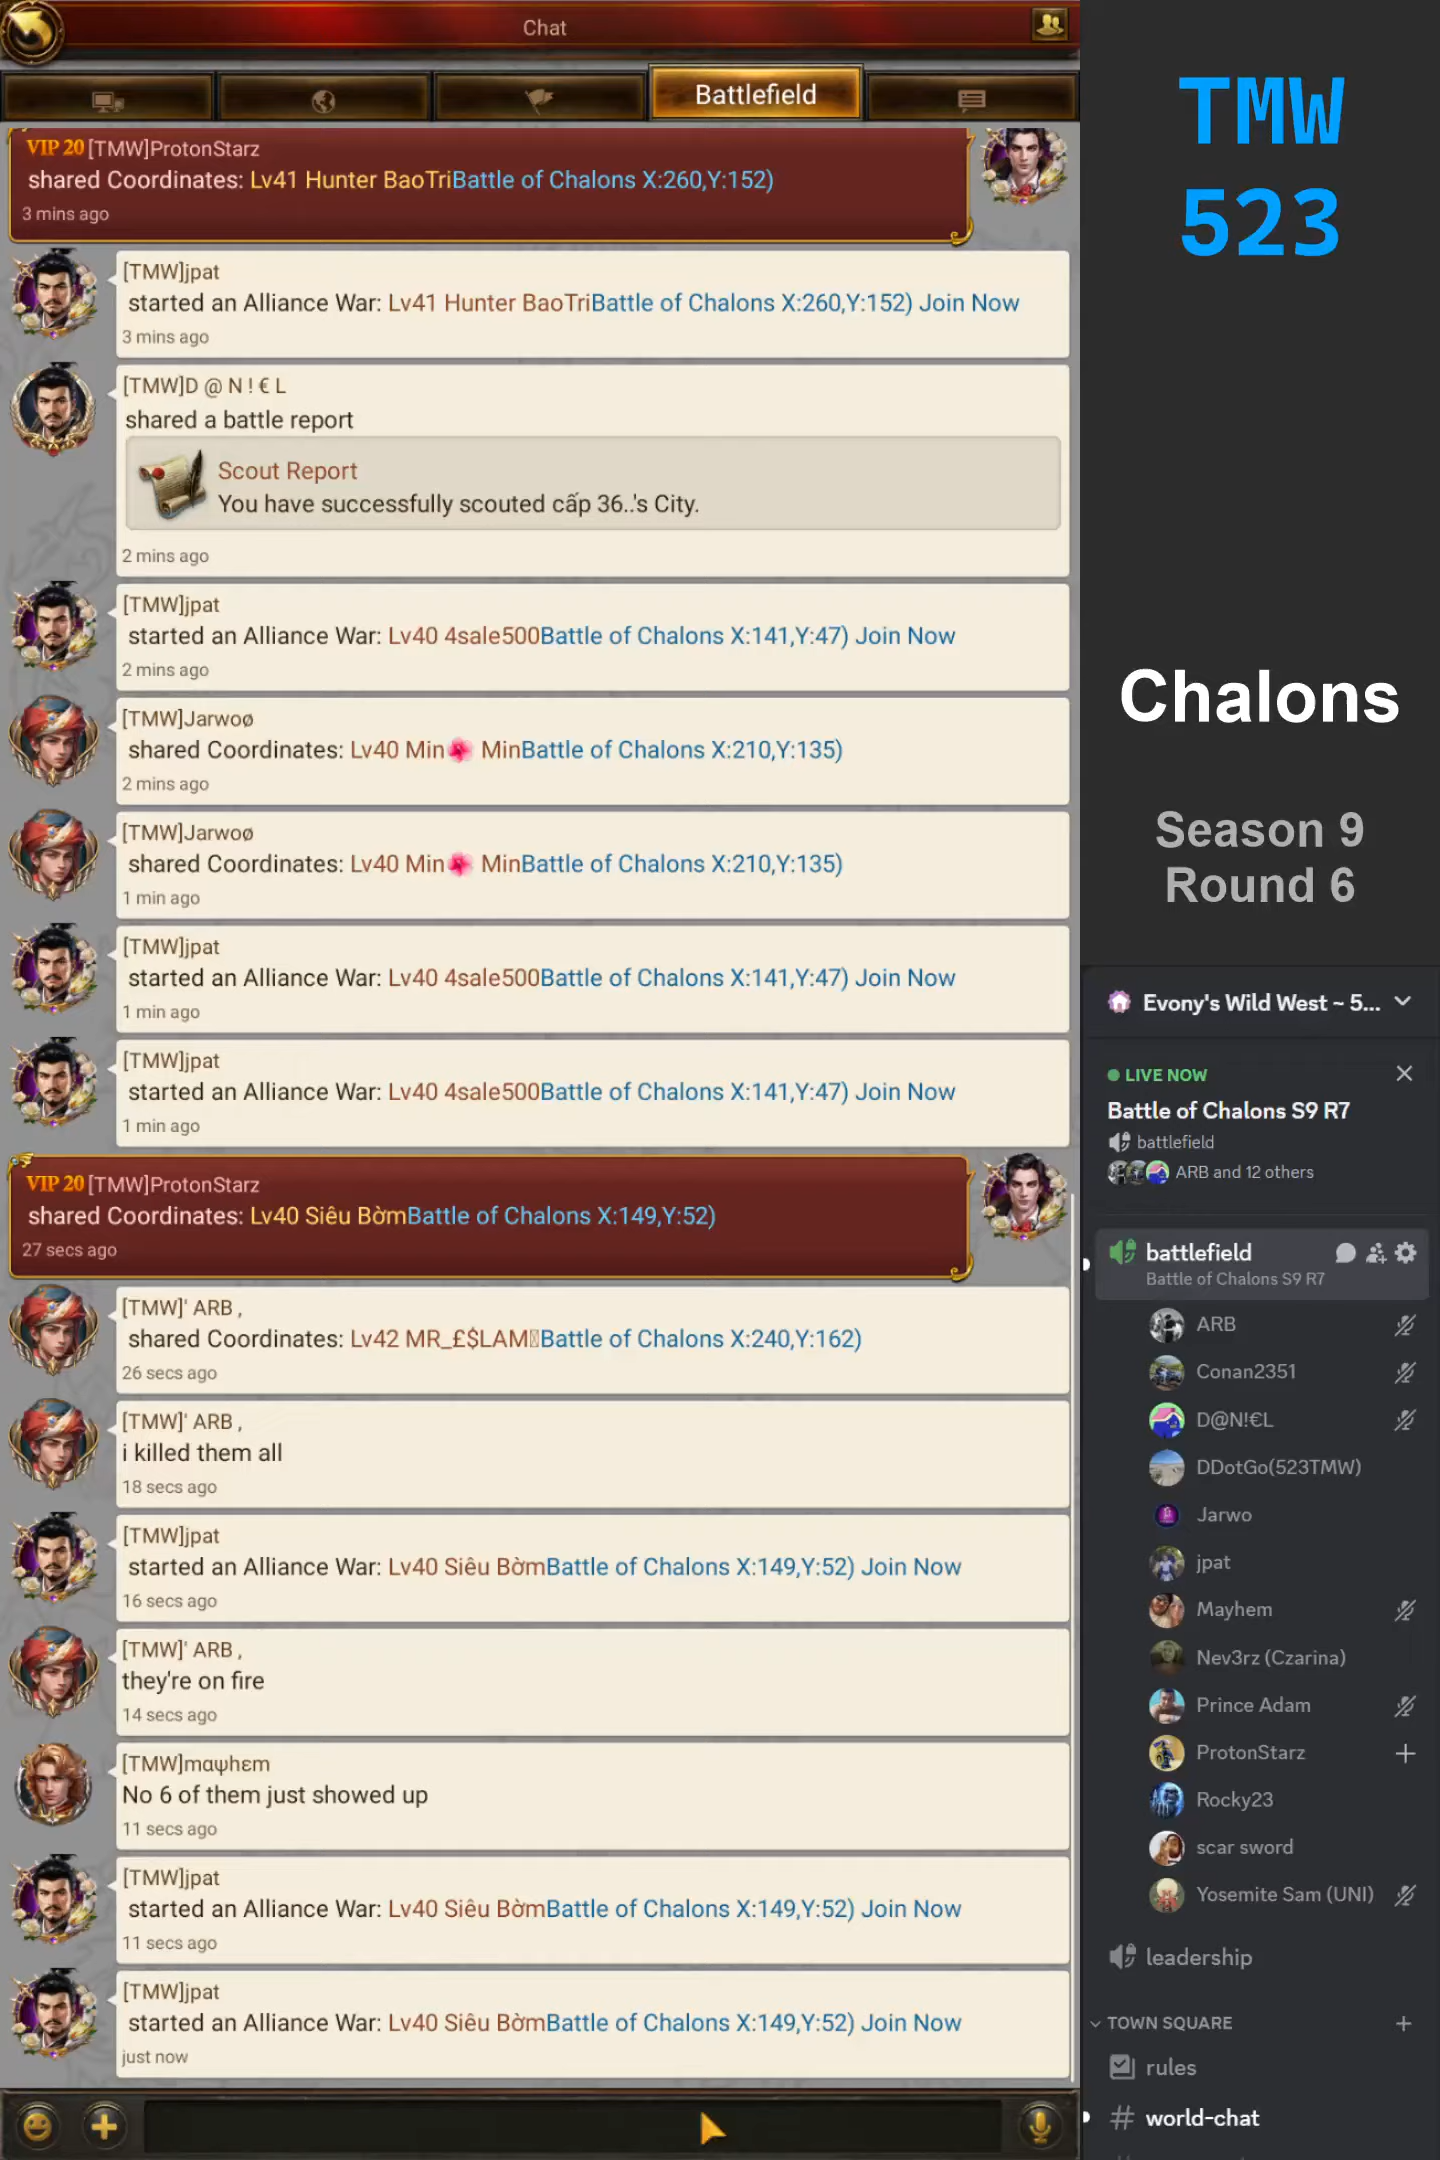 Chat
Battlefield
VIP 20 [TMW]ProtonStarz
shared Coordinates: Lv41 Hunter BaoTriBattle of Chalons X:260,Y:152)
3 mins ago
[TMW]jpat
started an Alliance War: Lv41 Hunter BaoTriBattle of Chalons X:260,Y:152) Join Now
3 mins ago
[TMW]D @ N ! € L
shared a battle report
Scout Report
You have successfully scouted cấp 36..'s City.
2 mins ago
[TMW]jpat
started an Alliance War: Lv40 4sale500Battle of Chalons X:141,Y:47) Join Now
2 mins ago
[TMW]Jarwoø
shared Coordinates: Lv40 Min🌺 MinBattle of Chalons X:210,Y:135)
2 mins ago
[TMW]Jarwoø
shared Coordinates: Lv40 Min🌺 MinBattle of Chalons X:210,Y:135)
1 min ago
[TMW]jpat
started an Alliance War: Lv40 4sale500Battle of Chalons X:141,Y:47) Join Now
1 min ago
[TMW]jpat
started an Alliance War: Lv40 4sale500Battle of Chalons X:141,Y:47) Join Now
1 min ago
VIP 20 [TMW]ProtonStarz
shared Coordinates: Lv40 Siêu BờmBattle of Chalons X:149,Y:52)
27 secs ago
[TMW]' ARB ,
shared Coordinates: Lv42 MR_£$LAM▯Battle of Chalons X:240,Y:162)
26 secs ago
[TMW]' ARB ,
i killed them all
18 secs ago
[TMW]jpat
started an Alliance War: Lv40 Siêu BờmBattle of Chalons X:149,Y:52) Join Now
16 secs ago
[TMW]' ARB ,
they're on fire
14 secs ago
[TMW]mαψhεm
No 6 of them just showed up
11 secs ago
[TMW]jpat
started an Alliance War: Lv40 Siêu BờmBattle of Chalons X:149,Y:52) Join Now
11 secs ago
[TMW]jpat
started an Alliance War: Lv40 Siêu BờmBattle of Chalons X:149,Y:52) Join Now
just now
TMW
523
Chalons
Season 9
Round 6
Evony's Wild West ~ 5...
LIVE NOW
Battle of Chalons S9 R7
battlefield
ARB and 12 others
battlefield
Battle of Chalons S9 R7
ARB
Conan2351
D@N!€L
DDotGo(523TMW)
Jarwo
jpat
Mayhem
Nev3rz (Czarina)
Prince Adam
ProtonStarz
Rocky23
scar sword
Yosemite Sam (UNI)
leadership
TOWN SQUARE
rules
world-chat